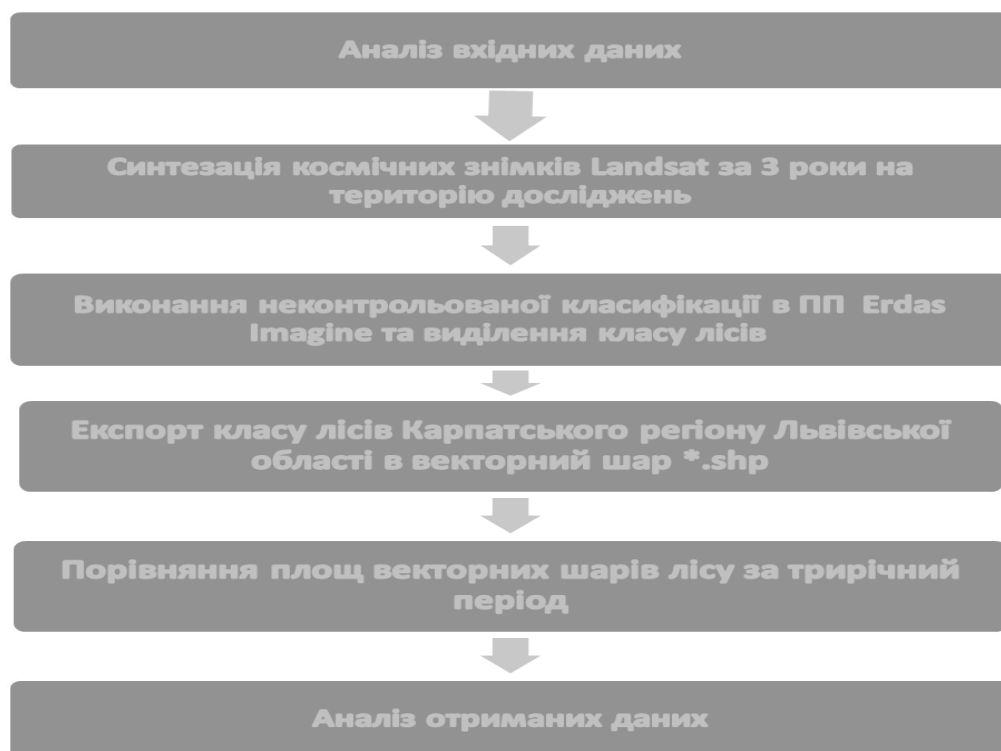 Аналіз вхідних даних
Синтезація космічних знімків Landsat за 3 роки на
територію досліджень
Виконання неконтрольованої класифікації в ПП Erdas
Imagine та виділення класу лісів
Експорт класу лісів Карпатського регіону Львівської
області в векторний шар *.shp
Порівняння площ векторних шарів лісу за трирічний
період
Аналіз отриманих даних